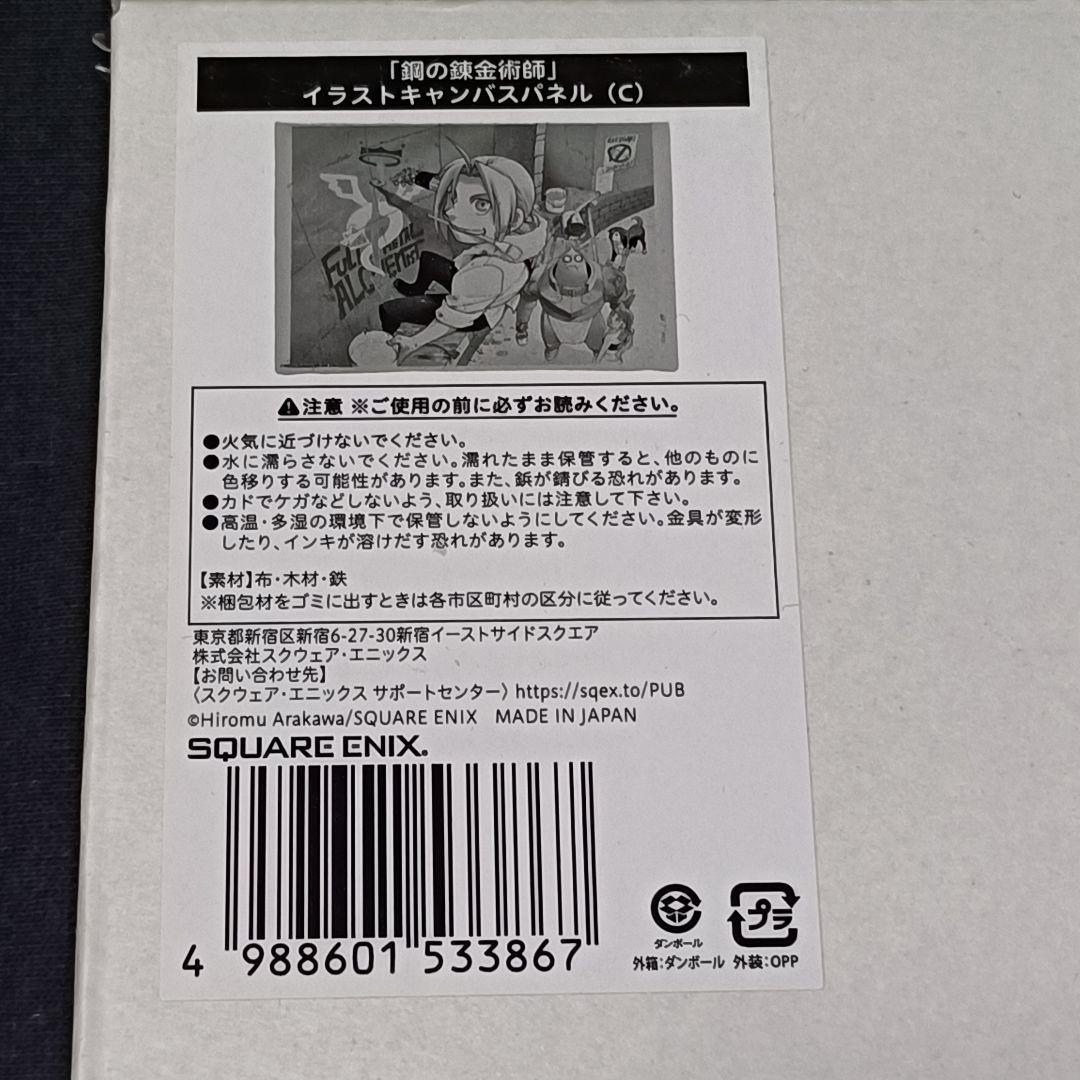 「鋼の錬金術師」
イラストキャンバスパネル（C）
FULLMETAL
ALCHEMIST
⚠注意 ※ご使用の前に必ずお読みください。
●火気に近づけないでください。
●水に濡らさないでください。濡れたまま保管すると、他のものに
色移りする可能性があります。また、鋲が錆びる恐れがあります。
●カドでケガなどしないよう、取り扱いには注意して下さい。
●高温・多湿の環境下で保管しないようにしてください。金具が変形
したり、インキが溶けだす恐れがあります。
【素材】布・木材・鉄
※梱包材をゴミに出すときは各市区町村の区分に従ってください。
東京都新宿区新宿6-27-30新宿イーストサイドスクエア
株式会社スクウェア・エニックス
【お問い合わせ先】
〈スクウェア・エニックス サポートセンター〉https://sqex.to/PUB
©Hiromu Arakawa/SQUARE ENIX MADE IN JAPAN
SQUARE ENIX.
4 988601 533867
ダンボール
プラ
外箱：ダンボール 外装：OPP